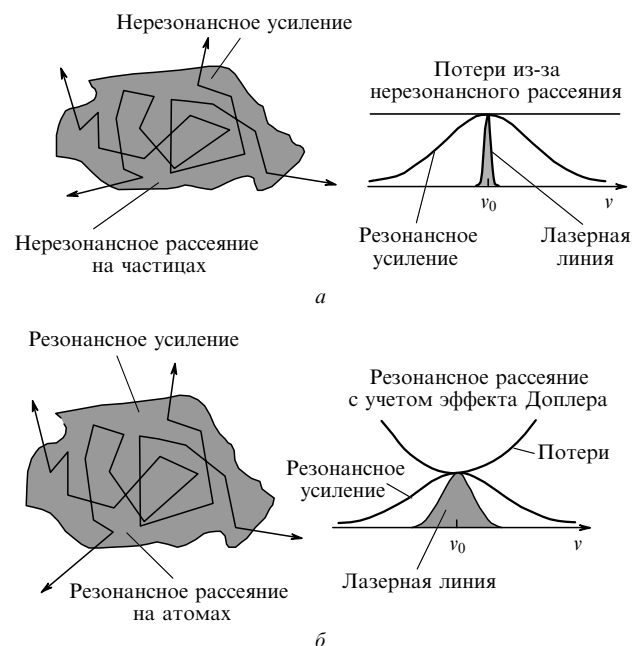 Нерезонансное усиление
Нерезонансное рассеяние
на частицах
Потери из-за
нерезонансного рассеяния
ν₀
ν
Резонансное
усиление
Лазерная
линия
а
Резонансное усиление
Резонансное рассеяние
на атомах
Резонансное рассеяние
с учетом эффекта Доплера
Потери
Резонансное
усиление
ν₀
ν
Лазерная линия
б